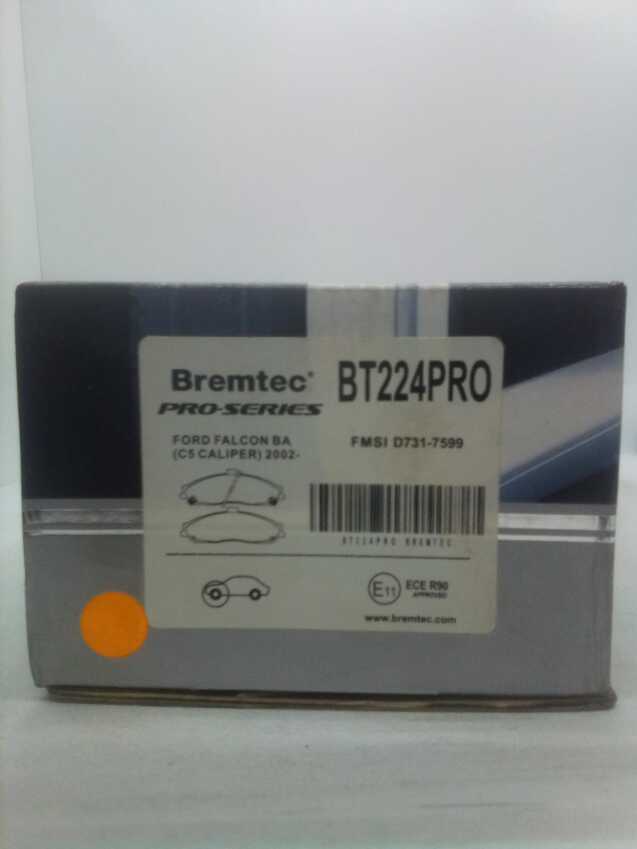 Bremtec®
PRO-SERIES
BT224PRO
FORD FALCON BA
(C5 CALIPER) 2002-
FMSI D731-7599
BT224PRO BREMTEC
E11
ECE R90
APPROVED
www.bremtec.com